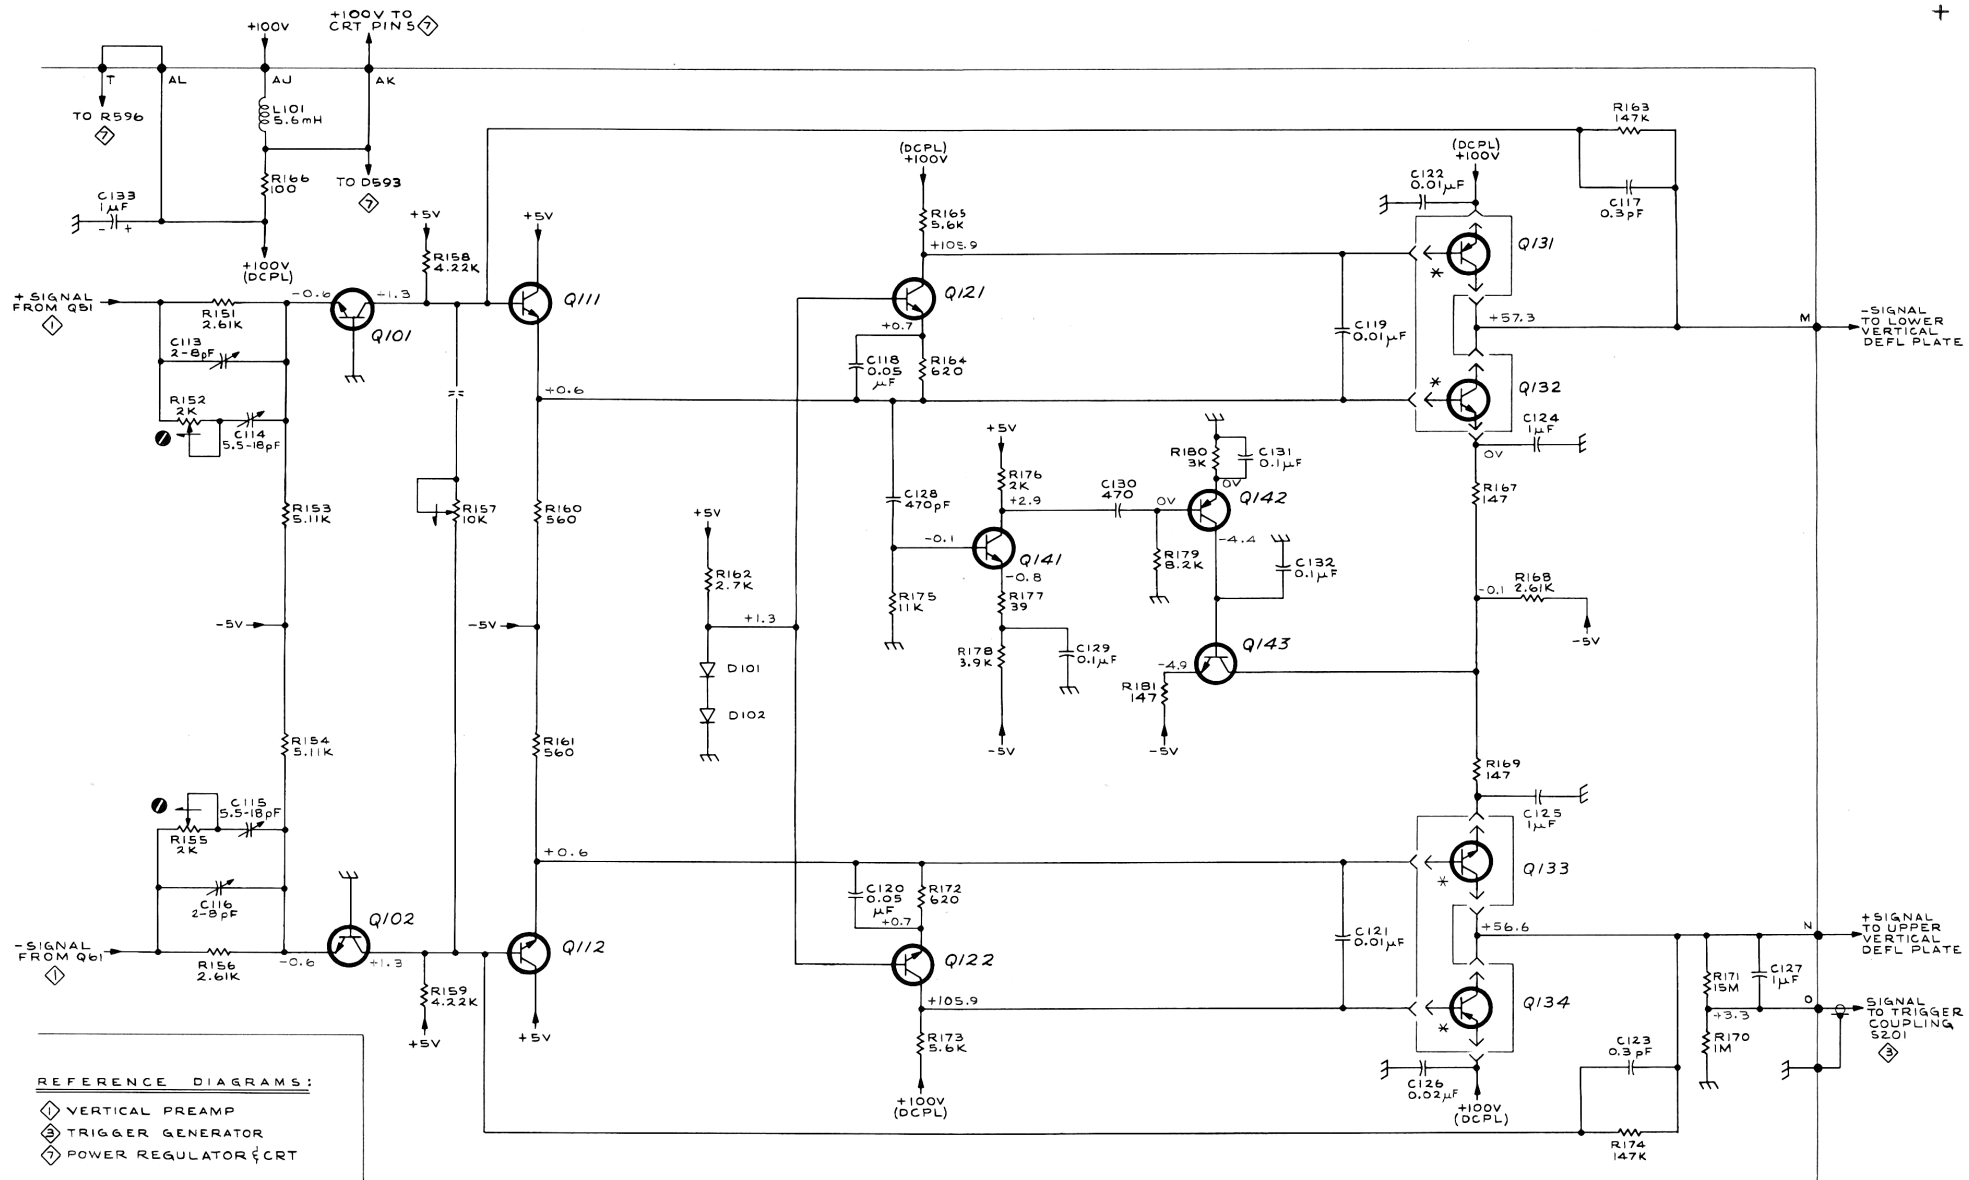 +100V TO
CRT PIN 5 7
+
+100V
T
AL
AJ
AK
L101
5.6mH
TO R596
7
R163
147K
(DCPL)
+100V
(DCPL)
+100V
C122
0.01μF
C117
0.3pF
R166
100
TO D593
7
C133
1μF
- +
+5V
+5V
R165
5.6K
+105.9
Q131
*
R158
4.22K
+100V
(DCPL)
+ SIGNAL
FROM Q51
1
R151
2.61K
-0.6
+1.3
Q101
Q111
Q121
+0.7
C119
0.01μF
+57.3
M
-SIGNAL
TO LOWER
VERTICAL
DEFL PLATE
C113
2-8pF
C118
0.05
μF
R164
620
R152
2K
C114
5.5-18pF
+0.6
*
Q132
C124
1μF
0V
+5V
R176
2K
+2.9
R180
3K
C131
0.1μF
0V
C130
470
0V
Q142
R167
147
R153
5.11K
R157
10K
R160
560
C128
470pF
+5V
-0.1
Q141
-0.8
-4.4
C132
0.1μF
R179
8.2K
R162
2.7K
R175
11K
R177
39
-0.1
R168
2.61K
-5V
-5V
-5V
+1.3
R178
3.9K
C129
0.1μF
Q143
-4.9
R181
147
D101
D102
-5V
-5V
R154
5.11K
R161
560
R169
147
C125
1μF
C115
5.5-18pF
R155
2K
C116
2-8pF
+0.6
C120
0.05
μF
R172
620
+0.7
*
Q133
Q102
-SIGNAL
FROM Q61
1
R156
2.61K
-0.6
+1.3
Q112
Q122
C121
0.01μF
+56.6
N
+SIGNAL
TO UPPER
VERTICAL
DEFL PLATE
R171
15M
C127
1μF
R159
4.22K
+105.9
*
Q134
+3.3
O
SIGNAL
TO TRIGGER
COUPLING
S201
3
+5V
+5V
R173
5.6K
C123
0.3pF
R170
1M
C126
0.02μF
+100V
(DCPL)
+100V
(DCPL)
R174
147K
REFERENCE DIAGRAMS:
1 VERTICAL PREAMP
3 TRIGGER GENERATOR
7 POWER REGULATOR & CRT